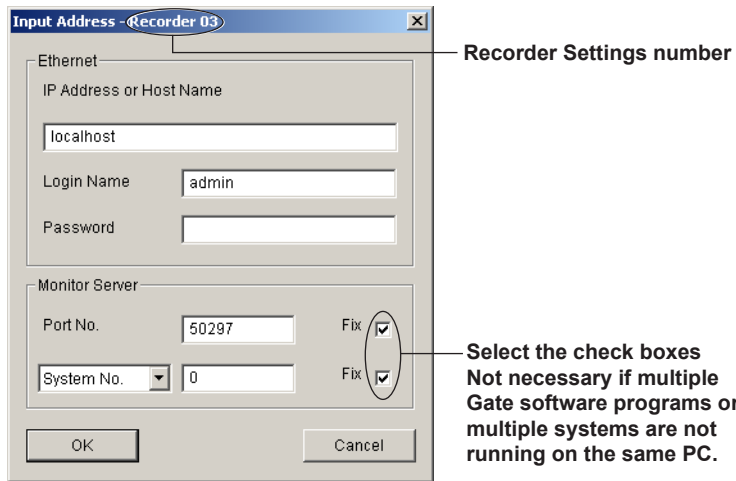 Input Address - Recorder 03
Recorder Settings number
Ethernet
IP Address or Host Name
localhost
Login Name admin
Password
Monitor Server
Port No. 50297 Fix
System No. 0 Fix
Select the check boxes
Not necessary if multiple
Gate software programs or
multiple systems are not
running on the same PC.
OK Cancel